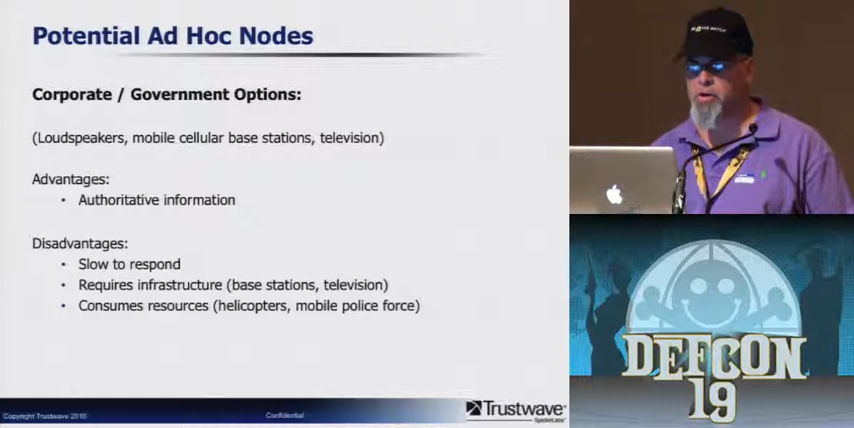 Potential Ad Hoc Nodes
Corporate / Government Options:
(Loudspeakers, mobile cellular base stations, television)
Advantages:
• Authoritative information
Disadvantages:
• Slow to respond
• Requires infrastructure (base stations, television)
• Consumes resources (helicopters, mobile police force)
Copyright Trustwave 2010
Confidential
Trustwave®
SpiderLabs®
DEFCON
19